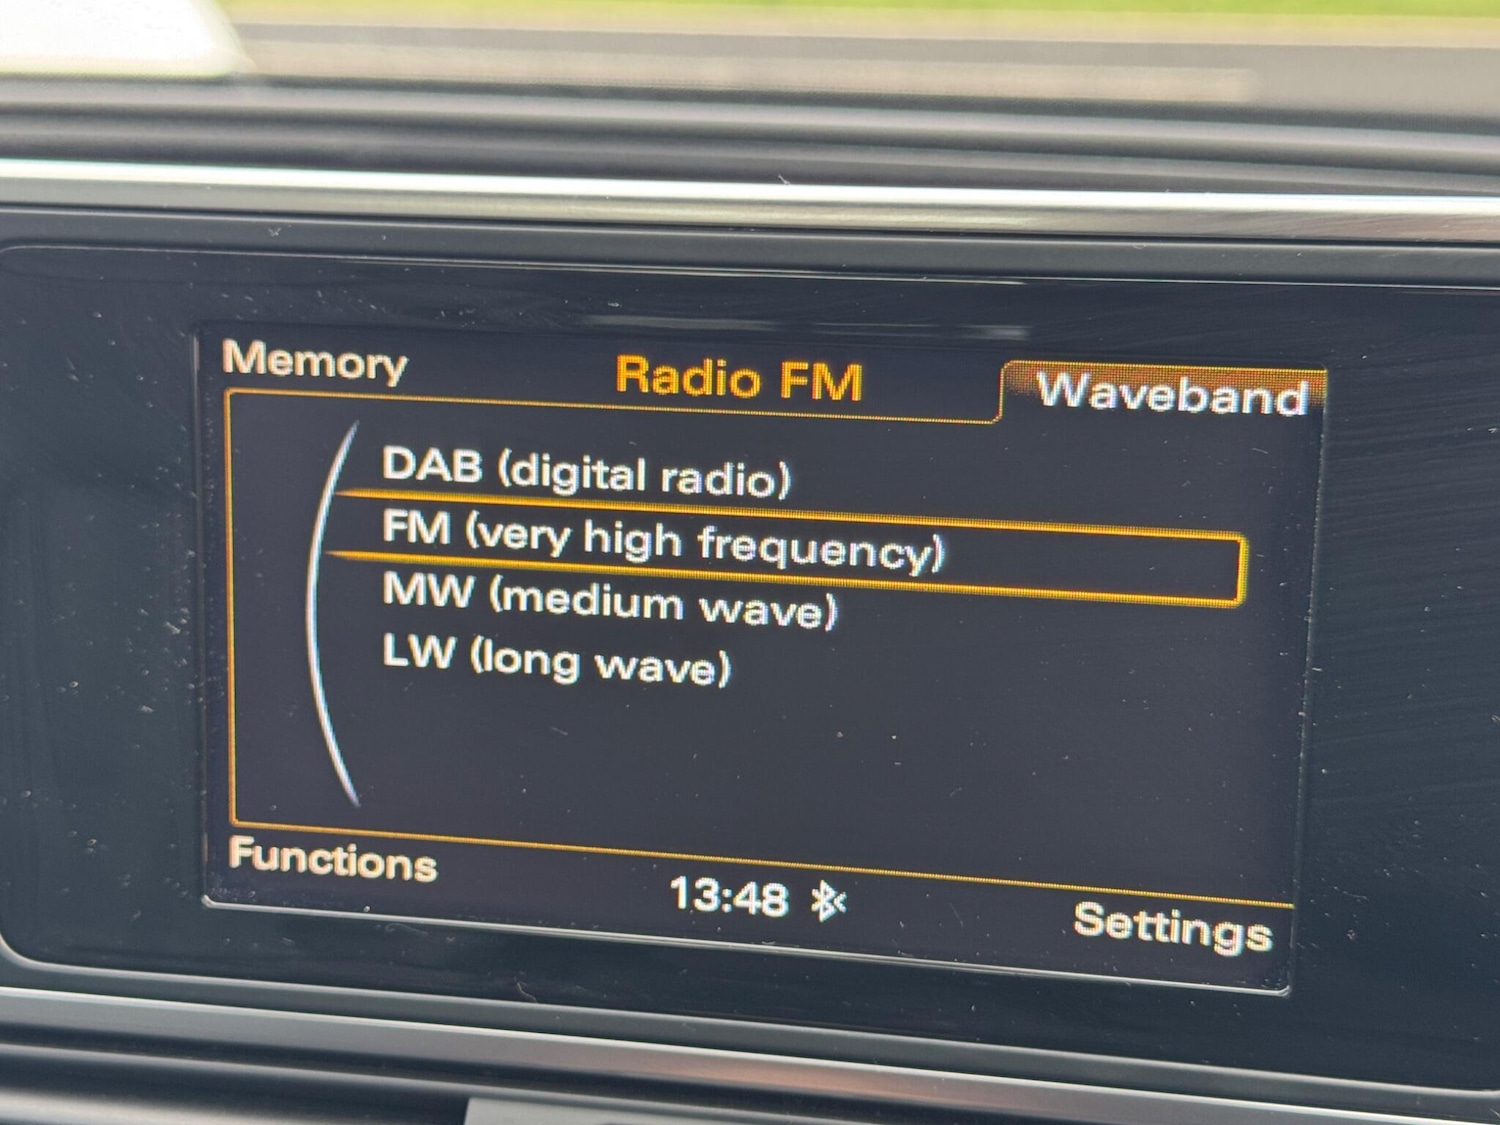 Memory Radio FM Waveband
DAB (digital radio)
FM (very high frequency)
MW (medium wave)
LW (long wave)
Functions 13:48 Settings